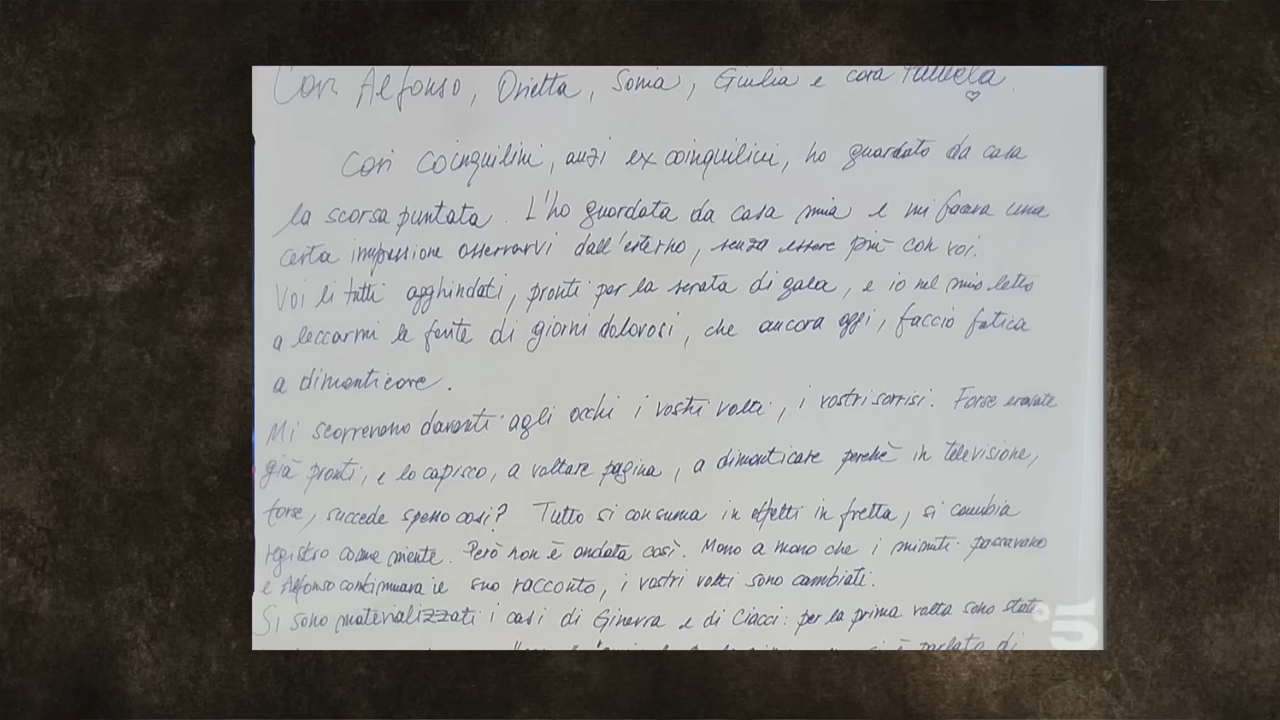 Cari Alfonso, Orietta, Sonia, Giulia e cara Pamela
Cari coinquilini, anzi ex coinquilini, ho guardato da casa
la scorsa puntata. L'ho guardata da casa mia e mi faceva una
certa impressione osservarvi dall'esterno, senza essere più con voi.
Voi lì tutti agghindati, pronti per la serata di gala, e io nel mio letto
a leccarmi le ferite di giorni dolorosi, che ancora oggi, faccio fatica
a dimenticare.
Mi scorrevano davanti agli occhi i vostri volti, i vostri sorrisi. Forse eravate
già pronti, e lo capisco, a voltare pagina, a dimenticare perchè in televisione,
forse, succede spesso così? Tutto si consuma in effetti in fretta, si cambia
registro come niente. Però non è andata così. Mano a mano che i minuti passavano
e Alfonso continuava il suo racconto, i vostri volti sono cambiati.
Si sono materializzati i casi di Ginevra e di Ciacci: per la prima volta sono stati
si è parlato di
5